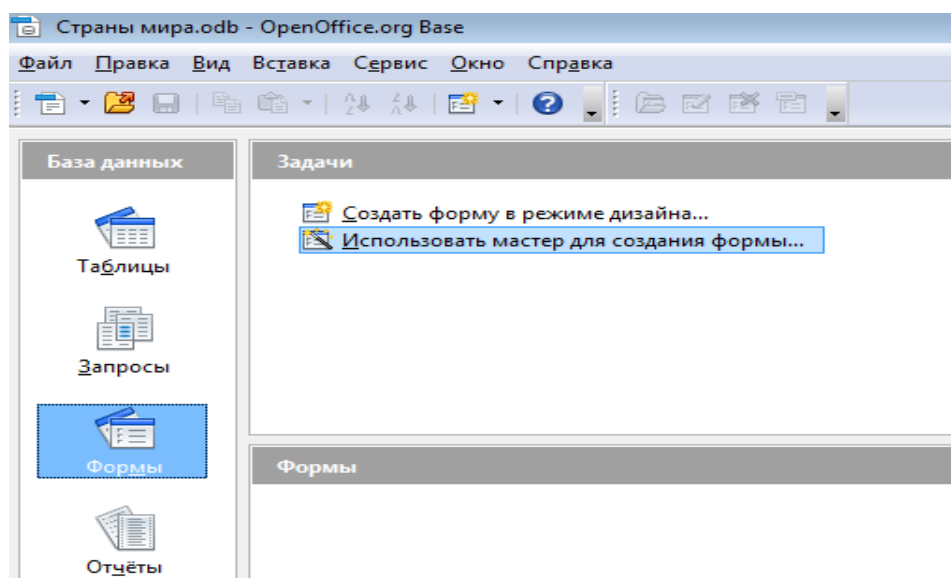 Страны мира.odb - OpenOffice.org Base
Файл Правка Вид Вставка Сервис Окно Справка
База данных
Задачи
Создать форму в режиме дизайна...
Использовать мастер для создания формы...
Таблицы
Запросы
Формы
Формы
Отчёты